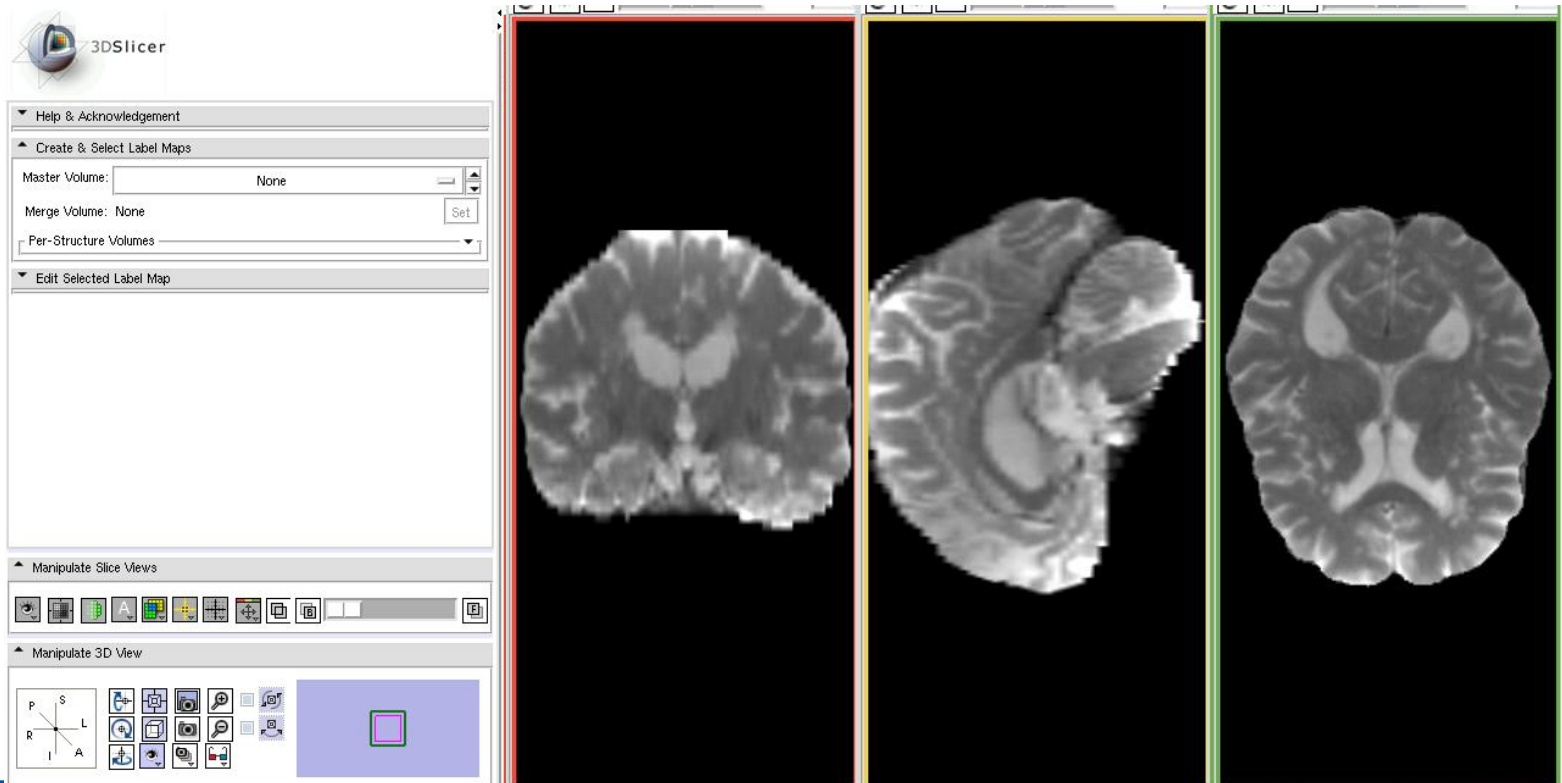 3DSlicer
Help & Acknowledgement
Create & Select Label Maps
Master Volume: None
Merge Volume: None Set
Per-Structure Volumes
Edit Selected Label Map
Manipulate Slice Views
A
B
F
Manipulate 3D View
P S
R L
I A